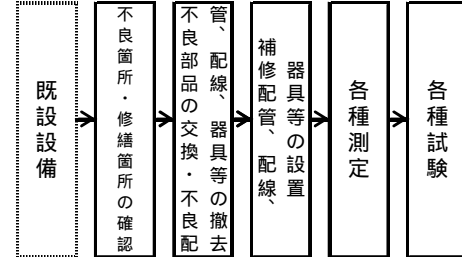 既設設備
不良箇所・修繕箇所の確認
不良部品の交換・不良配
管、配線、器具等の撤去
補修配管、配線、
器具等の設置
各種測定
各種試験